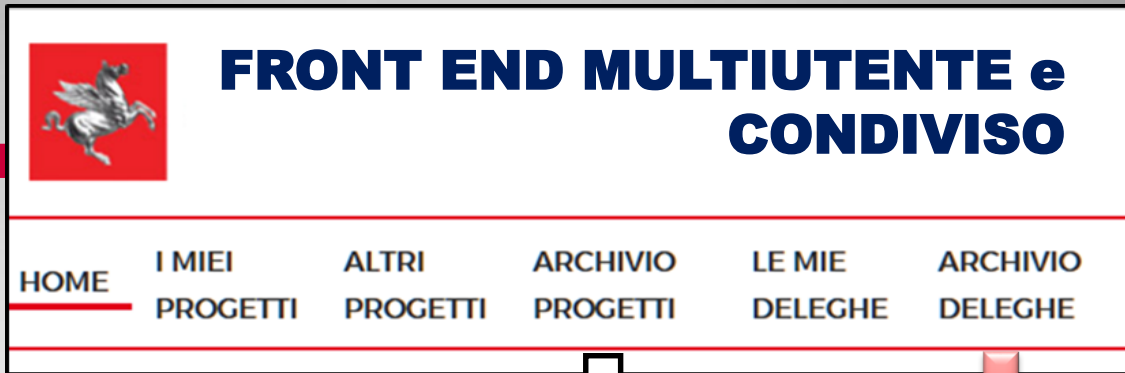 FRONT END MULTIUTENTE e
CONDIVISO
HOME
I MIEI
PROGETTI
ALTRI
PROGETTI
ARCHIVIO
PROGETTI
LE MIE
DELEGHE
ARCHIVIO
DELEGHE